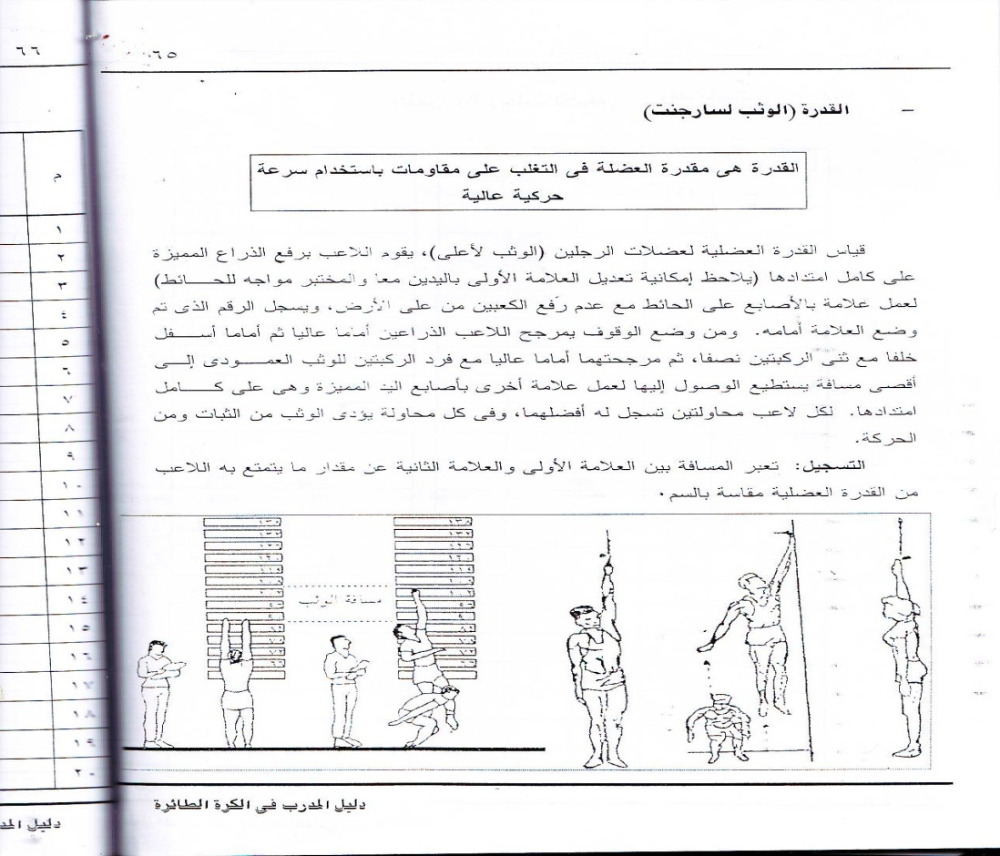 ٦٥
- القدرة (الوثب لسارجنت)
القدرة هى مقدرة العضلة فى التغلب على مقاومات باستخدام سرعة
حركية عالية
قياس القدرة العضلية لعضلات الرجلين (الوثب لأعلى)، يقوم اللاعب برفع الذراع المميزة
على كامل امتدادها (يلاحظ إمكانية تعديل العلامة الأولى باليدين معا والمختبر مواجه للحائط)
لعمل علامة بالأصابع على الحائط مع عدم رفع الكعبين من على الأرض، ويسجل الرقم الذى تم
وضع العلامة أمامه. ومن وضع الوقوف يمرجح اللاعب الذراعين أماما عاليا ثم أماما أسفل
خلفا مع ثنى الركبتين نصفا، ثم مرجحتهما أماما عاليا مع فرد الركبتين للوثب العمودى إلى
أقصى مسافة يستطيع الوصول إليها لعمل علامة أخرى بأصابع اليد المميزة وهى على كامل
امتدادها. لكل لاعب محاولتين تسجل له أفضلهما، وفى كل محاولة يؤدى الوثب من الثبات ومن
الحركة.
التسجيل: تعبر المسافة بين العلامة الأولى والعلامة الثانية عن مقدار ما يتمتع به اللاعب
من القدرة العضلية مقاسة بالسم.
مسافة الوثب
دليل المدرب في الكرة الطائرة
٦٦
م
١
٢
٣
٤
٥
٦
٧
٨
٩
١٠
١١
١٢
١٣
١٤
١٥
١٦
١٧
١٨
١٩
٢٠
دليل المد